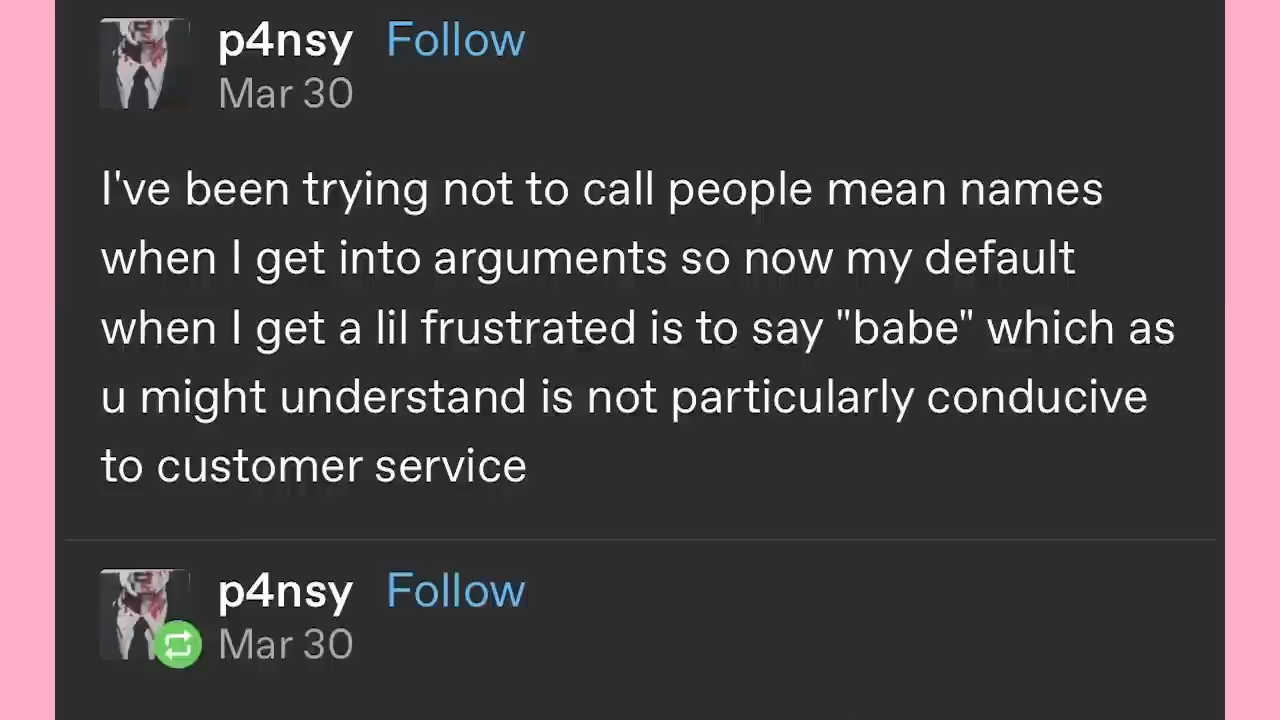 p4nsy Follow
Mar 30
I've been trying not to call people mean names
when I get into arguments so now my default
when I get a lil frustrated is to say "babe" which as
u might understand is not particularly conducive
to customer service
p4nsy Follow
Mar 30